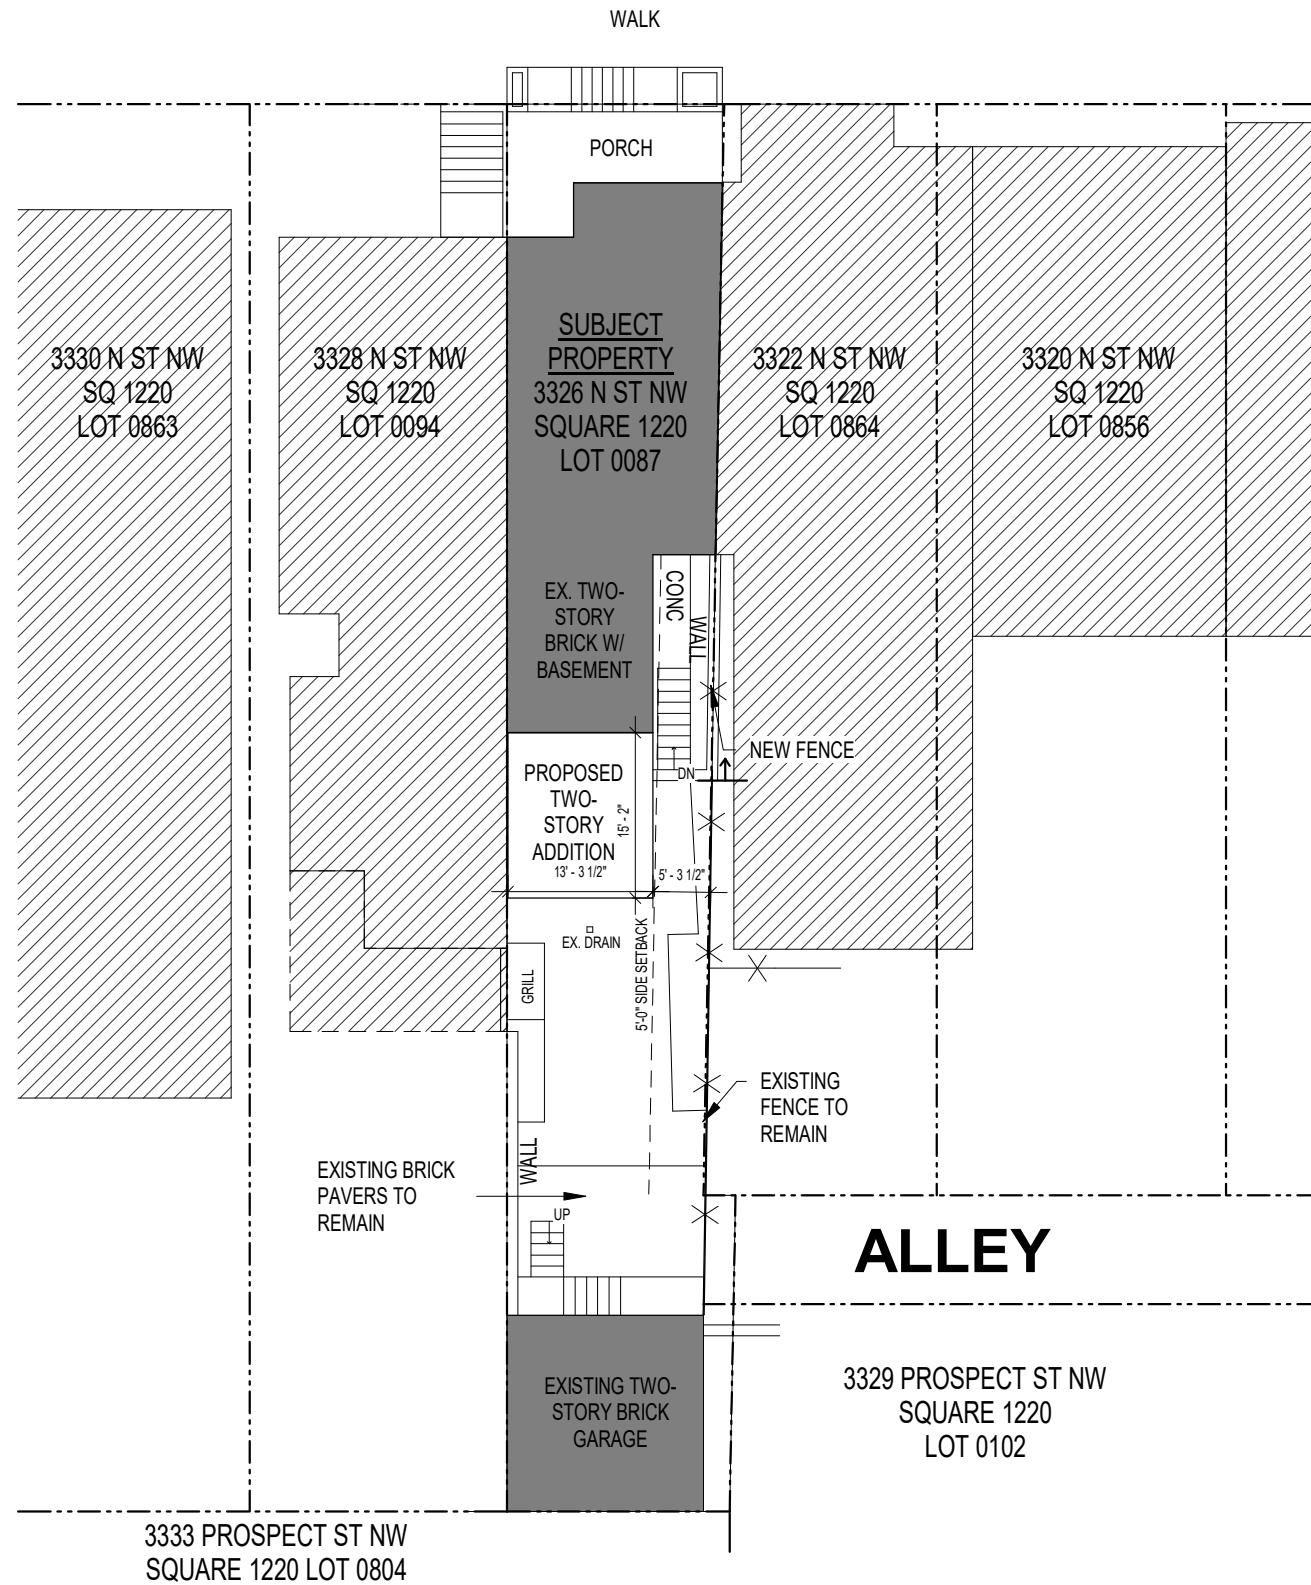 WALK
PORCH
3330 N ST NW
SQ 1220
LOT 0863
3328 N ST NW
SQ 1220
LOT 0094
SUBJECT
PROPERTY
3326 N ST NW
SQUARE 1220
LOT 0087
3322 N ST NW
SQ 1220
LOT 0864
3320 N ST NW
SQ 1220
LOT 0856
EX. TWO-
STORY
BRICK W/
BASEMENT
CONC
WALL
NEW FENCE
DN
PROPOSED
TWO-
STORY
ADDITION
15' - 2"
13' - 3 1/2"
5' - 3 1/2"
EX. DRAIN
5'-0" SIDE SETBACK
GRILL
EXISTING
FENCE TO
REMAIN
WALL
EXISTING BRICK
PAVERS TO
REMAIN
UP
ALLEY
EXISTING TWO-
STORY BRICK
GARAGE
3329 PROSPECT ST NW
SQUARE 1220
LOT 0102
3333 PROSPECT ST NW
SQUARE 1220 LOT 0804